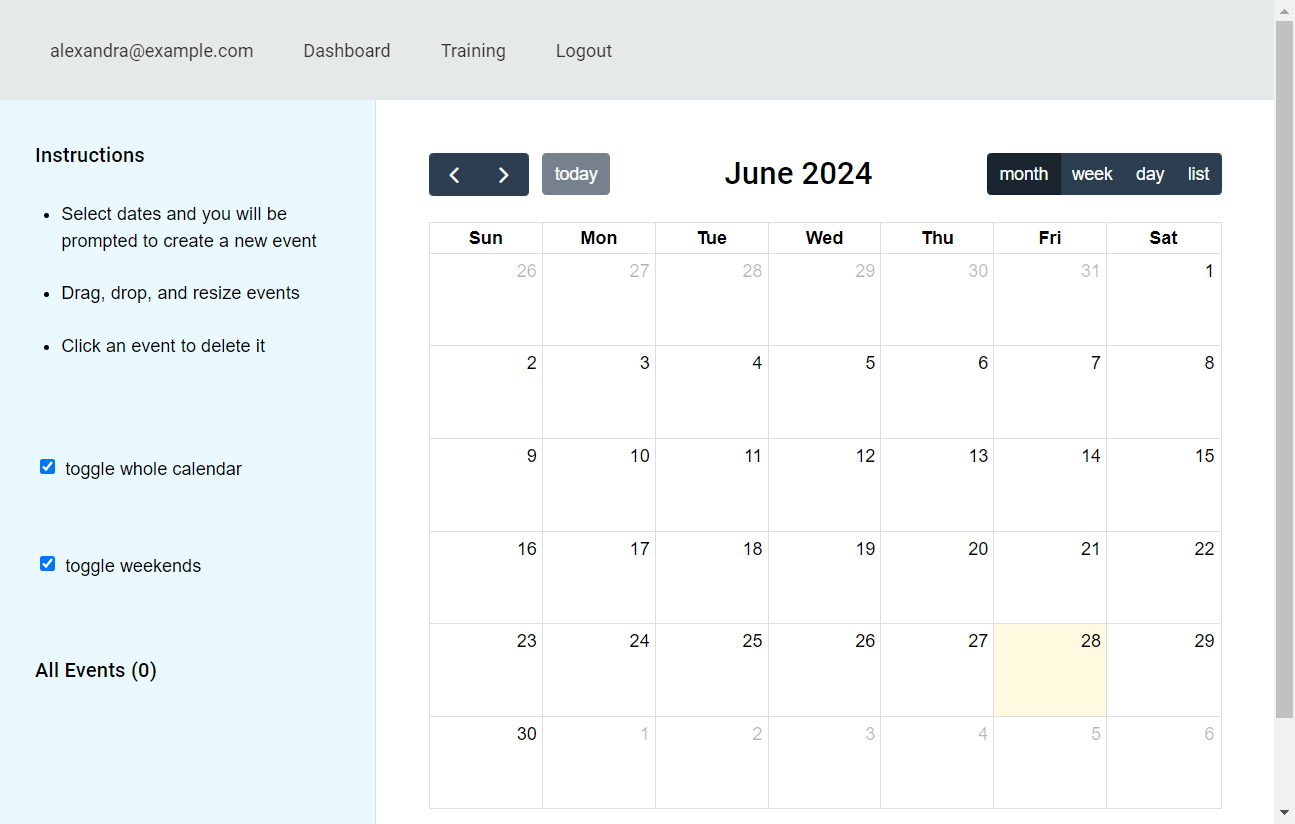 alexandra@example.com Dashboard Training Logout
Instructions
Select dates and you will be
prompted to create a new event
Drag, drop, and resize events
Click an event to delete it
toggle whole calendar
toggle weekends
All Events (0)
today June 2024 month week day list
Sun Mon Tue Wed Thu Fri Sat
26 27 28 29 30 31 1
2 3 4 5 6 7 8
9 10 11 12 13 14 15
16 17 18 19 20 21 22
23 24 25 26 27 28 29
30 1 2 3 4 5 6